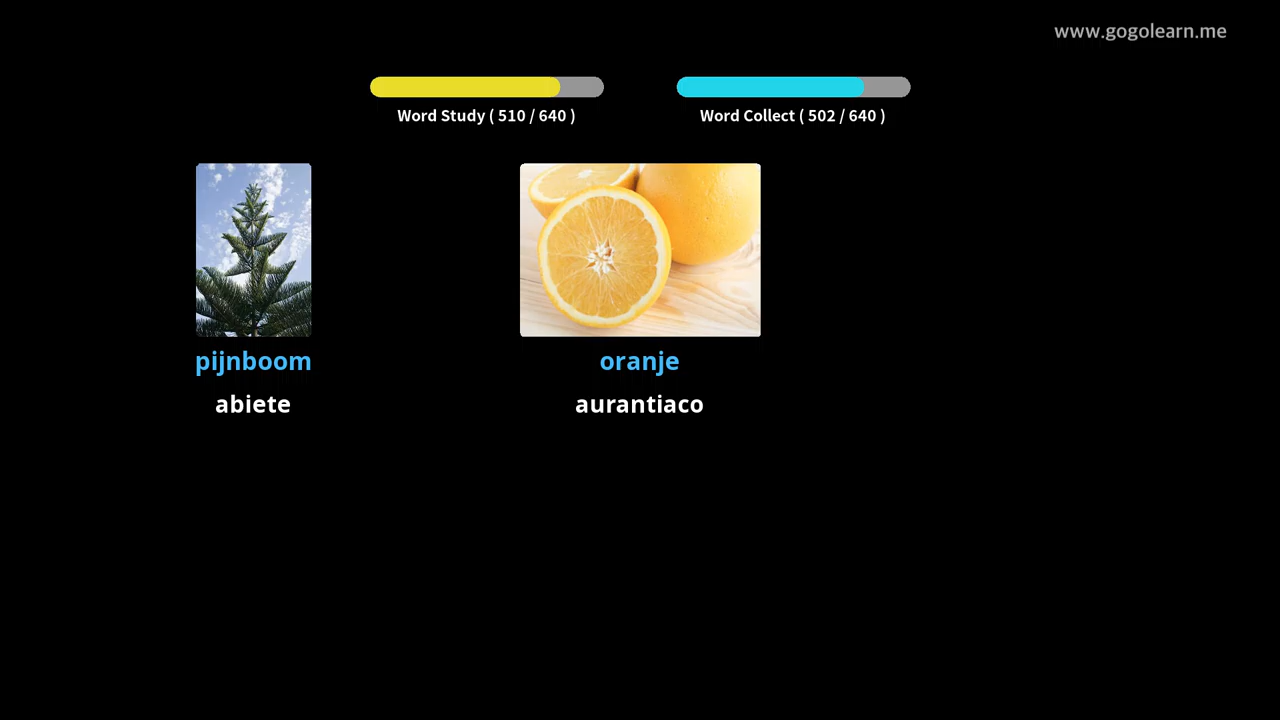 www.gogolearn.me
Word Study ( 510 / 640 )
Word Collect ( 502 / 640 )
pijnboom
oranje
abiete
aurantiaco